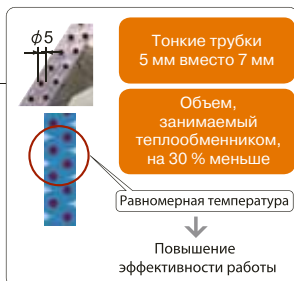 ϕ5
Тонкие трубки
5 мм вместо 7 мм
Объем,
занимаемый
теплообменником,
на 30 % меньше
Равномерная температура
Повышение
эффективности работы